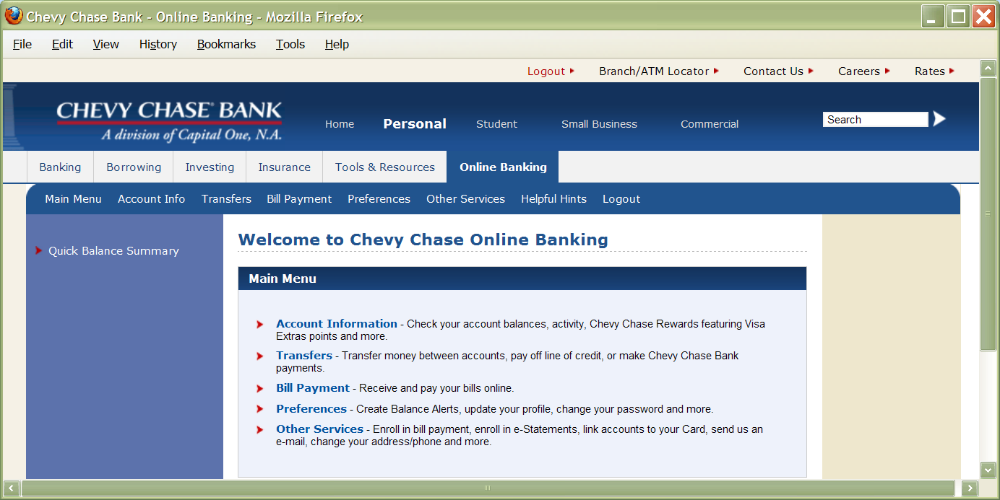 Chevy Chase Bank - Online Banking - Mozilla Firefox
File Edit View History Bookmarks Tools Help
Logout Branch/ATM Locator Contact Us Careers Rates
CHEVY CHASE® BANK
A division of Capital One, N.A.
Home Personal Student Small Business Commercial Search
Banking Borrowing Investing Insurance Tools & Resources Online Banking
Main Menu Account Info Transfers Bill Payment Preferences Other Services Helpful Hints Logout
Quick Balance Summary
Welcome to Chevy Chase Online Banking
Main Menu
Account Information - Check your account balances, activity, Chevy Chase Rewards featuring Visa
Extras points and more.
Transfers - Transfer money between accounts, pay off line of credit, or make Chevy Chase Bank
payments.
Bill Payment - Receive and pay your bills online.
Preferences - Create Balance Alerts, update your profile, change your password and more.
Other Services - Enroll in bill payment, enroll in e-Statements, link accounts to your Card, send us an
e-mail, change your address/phone and more.